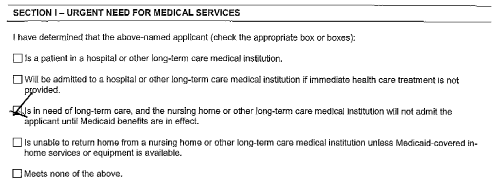 SECTION I – URGENT NEED FOR MEDICAL SERVICES
I have determined that the above-named applicant (check the appropriate box or boxes):
Is a patient in a hospital or other long-term care medical institution.
Will be admitted to a hospital or other long-term care medical institution if immediate health care treatment is not
provided.
Is in need of long-term care, and the nursing home or other long-term care medical institution will not admit the
applicant until Medicaid benefits are in effect.
Is unable to return home from a nursing home or other long-term care medical institution unless Medicaid-covered in-
home services or equipment is available.
Meets none of the above.